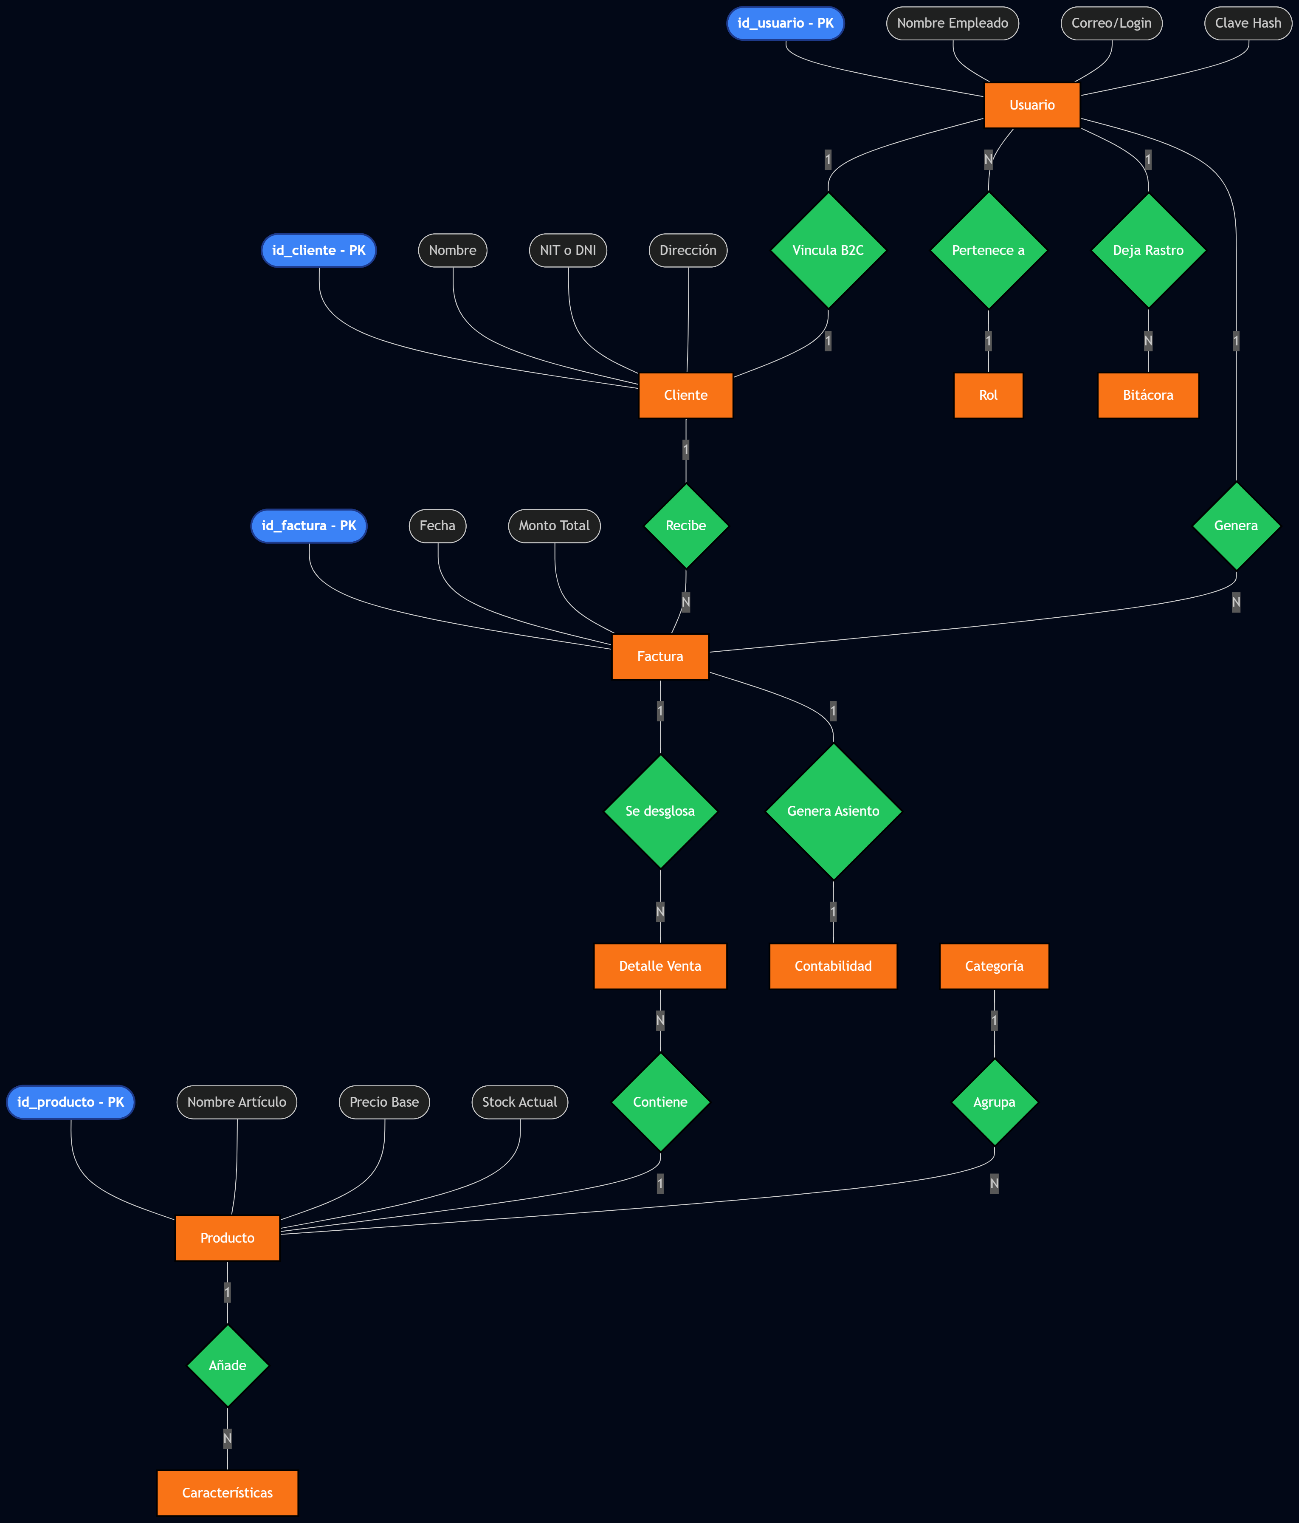 id_usuario - PK
Nombre Empleado
Correo/Login
Clave Hash
Usuario
1
N
1
id_cliente - PK
Nombre
NIT o DNI
Dirección
Vincula B2C
Pertenece a
Deja Rastro
1
1
N
1
Cliente
Rol
Bitácora
1
id_factura - PK
Fecha
Monto Total
Recibe
Genera
N
N
Factura
1
1
Se desglosa
Genera Asiento
N
1
Detalle Venta
Contabilidad
Categoría
N
1
id_producto - PK
Nombre Artículo
Precio Base
Stock Actual
Contiene
Agrupa
1
N
Producto
1
Añade
N
Características